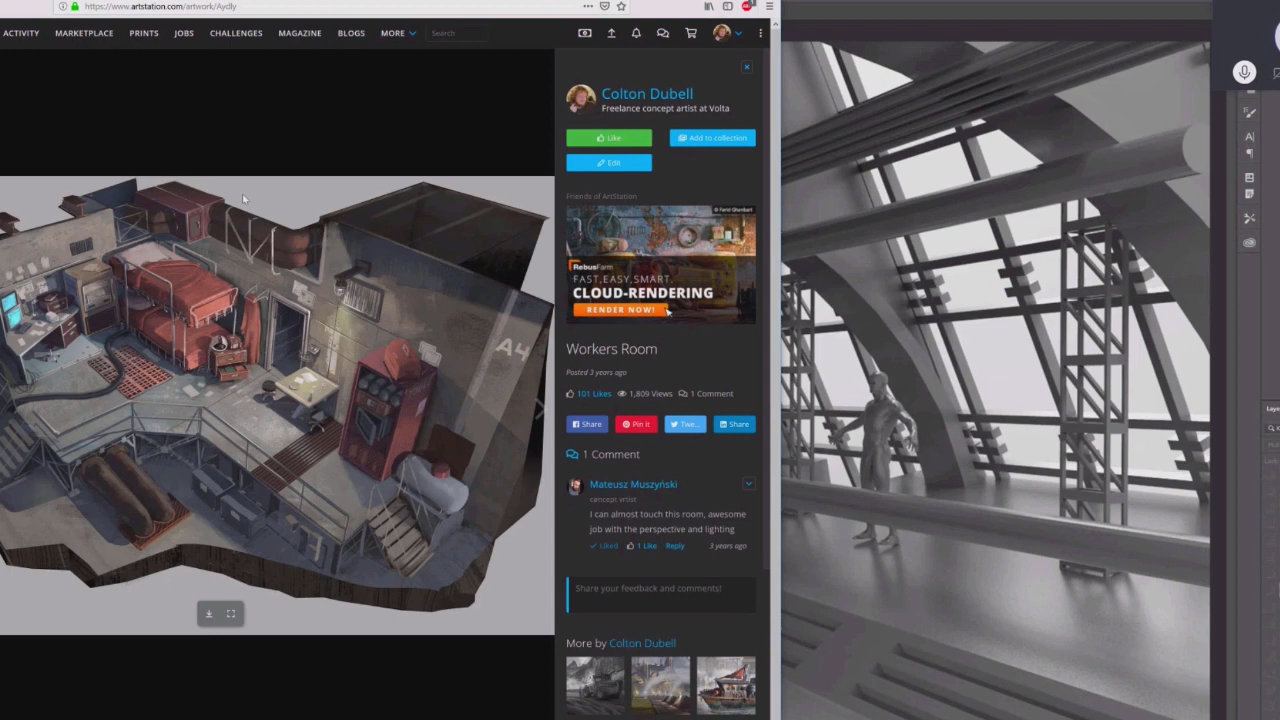 https://www.artstation.com/artwork/Aydly
ACTIVITY MARKETPLACE PRINTS JOBS CHALLENGES MAGAZINE BLOGS MORE Search
Colton Dubell
Freelance concept artist at Volta
Like Add to collection
Edit
Friends of ArtStation
RebusFarm
FAST,EASY,SMART.
CLOUD-RENDERING
RENDER NOW!
A4
Workers Room
Posted 3 years ago
101 Likes 1,809 Views 1 Comment
Share Pin it Twe... Share
1 Comment
Mateusz Muszyński
concept artist
I can almost touch this room, awesome
job with the perspective and lighting
Liked 1 Like Reply 3 years ago
Share your feedback and comments!
More by Colton Dubell
Laye